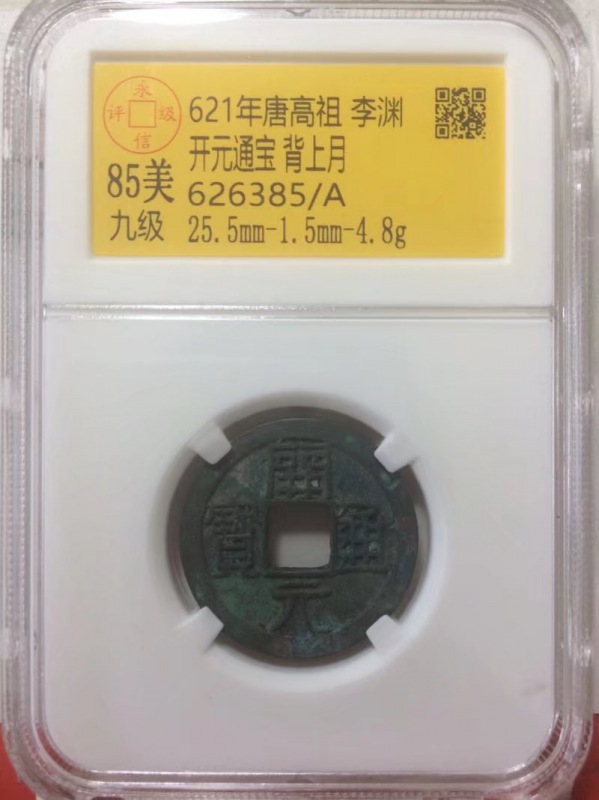 永信评级
621年唐高祖 李渊
开元通宝 背上月
85美 626385/A
九级 25.5mm-1.5mm-4.8g
開元通寳